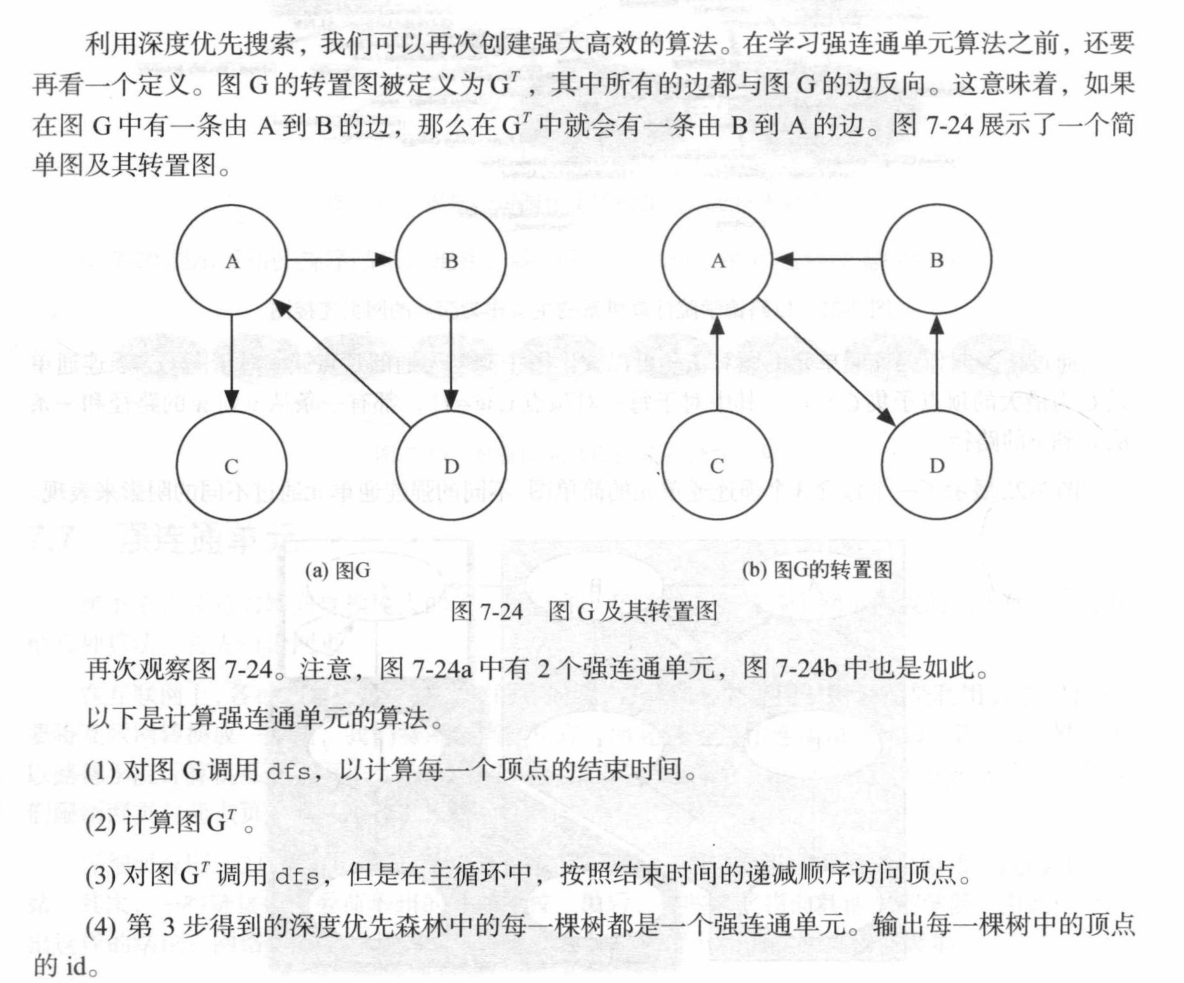 利用深度优先搜索，我们可以再次创建强大高效的算法。在学习强连通单元算法之前，还要
再看一个定义。图 G 的转置图被定义为 Gᵀ，其中所有的边都与图 G 的边反向。这意味着，如果
在图 G 中有一条由 A 到 B 的边，那么在 Gᵀ 中就会有一条由 B 到 A 的边。图 7-24 展示了一个简
单图及其转置图。
A B A B
C D C D
(a) 图G (b) 图G的转置图
图 7-24 图 G 及其转置图
再次观察图 7-24。注意，图 7-24a 中有 2 个强连通单元，图 7-24b 中也是如此。
以下是计算强连通单元的算法。
(1) 对图 G 调用 dfs，以计算每一个顶点的结束时间。
(2) 计算图 Gᵀ。
(3) 对图 Gᵀ 调用 dfs，但是在主循环中，按照结束时间的递减顺序访问顶点。
(4) 第 3 步得到的深度优先森林中的每一棵树都是一个强连通单元。输出每一棵树中的顶点
的 id。